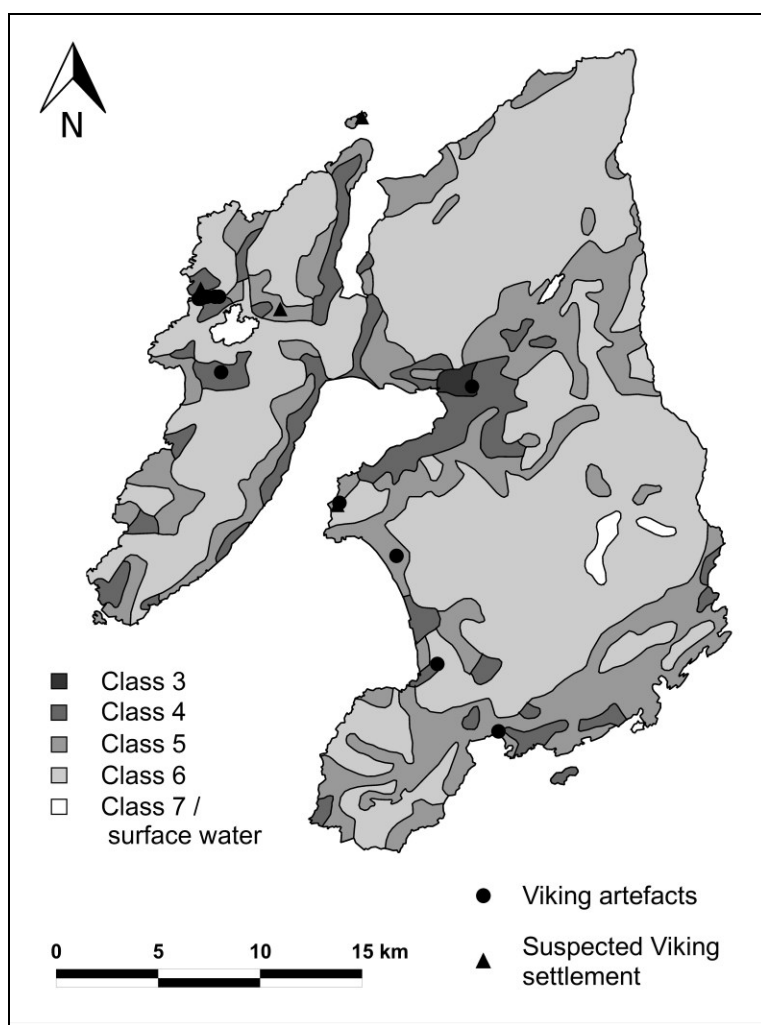 N
Class 3
Class 4
Class 5
Class 6
Class 7 /
surface water
Viking artefacts
Suspected Viking
settlement
0 5 10 15 km